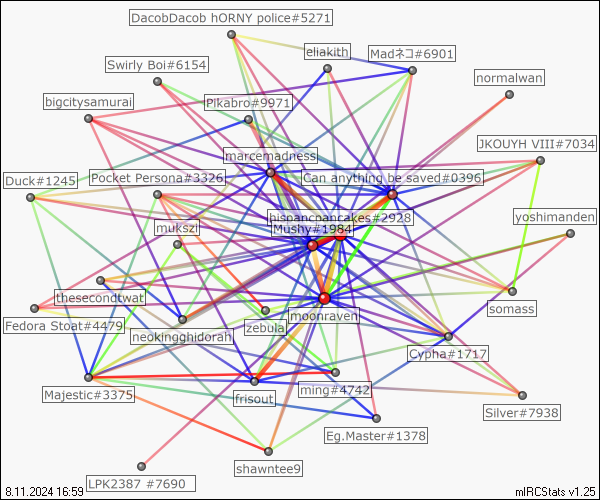 DacobDacob hORNY police#5271
eliakith
Madネコ#6901
Swirly Boi#6154
normalwan
bigcitysamurai
Pikabro#9971
JKOUYH VIII#7034
marcemadness
Duck#1245
Pocket Persona#3326
Can anything be saved#0396
hispancpancakes#2928
yoshimanden
mukszi
Mushy#1984
thesecondtwat
moonraven
somass
Fedora Stoat#4479
neokingghidorah
zebula
Cypha#1717
Majestic#3375
frisout
ming#4742
Silver#7938
Eg.Master#1378
shawntee9
LPK2387 #7690
8.11.2024 16:59
mIRCStats v1.25